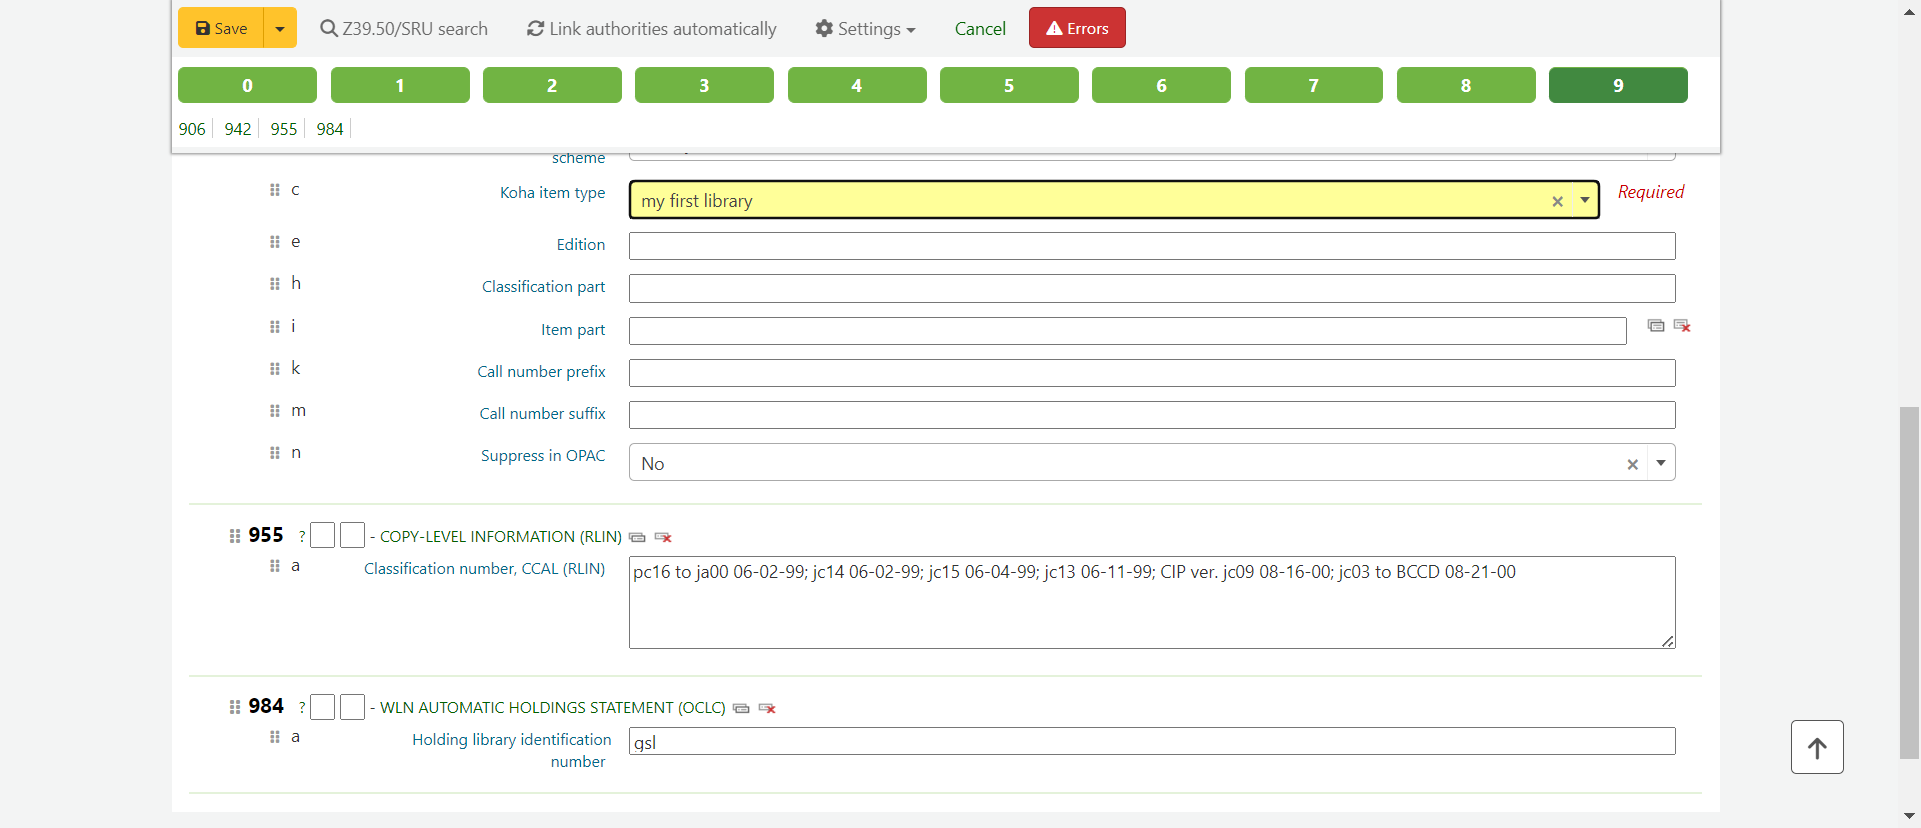 Save
Z39.50/SRU search
Link authorities automatically
Settings
Cancel
Errors
0 1 2 3 4 5 6 7 8 9
906 942 955 984
scheme
c Koha item type my first library × Required
e Edition
h Classification part
i Item part
k Call number prefix
m Call number suffix
n Suppress in OPAC No ×
955 ? - COPY-LEVEL INFORMATION (RLIN)
a Classification number, CCAL (RLIN) pc16 to ja00 06-02-99; jc14 06-02-99; jc15 06-04-99; jc13 06-11-99; CIP ver. jc09 08-16-00; jc03 to BCCD 08-21-00
984 ? - WLN AUTOMATIC HOLDINGS STATEMENT (OCLC)
a Holding library identification number gsl